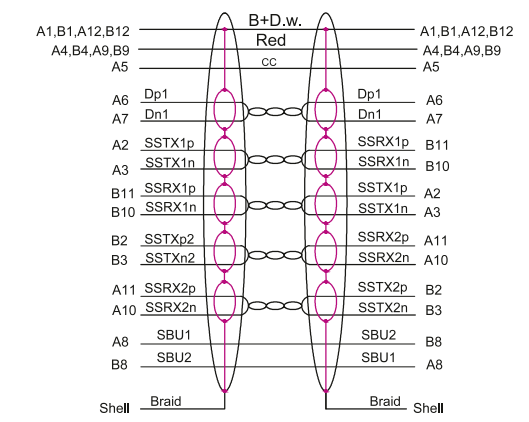 A1,B1,A12,B12 B+D.w. A1,B1,A12,B12
A4,B4,A9,B9 Red A4,B4,A9,B9
A5 CC A5
A6 Dp1 Dp1 A6
A7 Dn1 Dn1 A7
A2 SSTX1p SSRX1p B11
A3 SSTX1n SSRX1n B10
B11 SSRX1p SSTX1p A2
B10 SSRX1n SSTX1n A3
B2 SSTXp2 SSRX2p A11
B3 SSTXn2 SSRX2n A10
A11 SSRX2p SSTX2p B2
A10 SSRX2n SSTX2n B3
A8 SBU1 SBU2 B8
B8 SBU2 SBU1 A8
Shell Braid Braid Shell